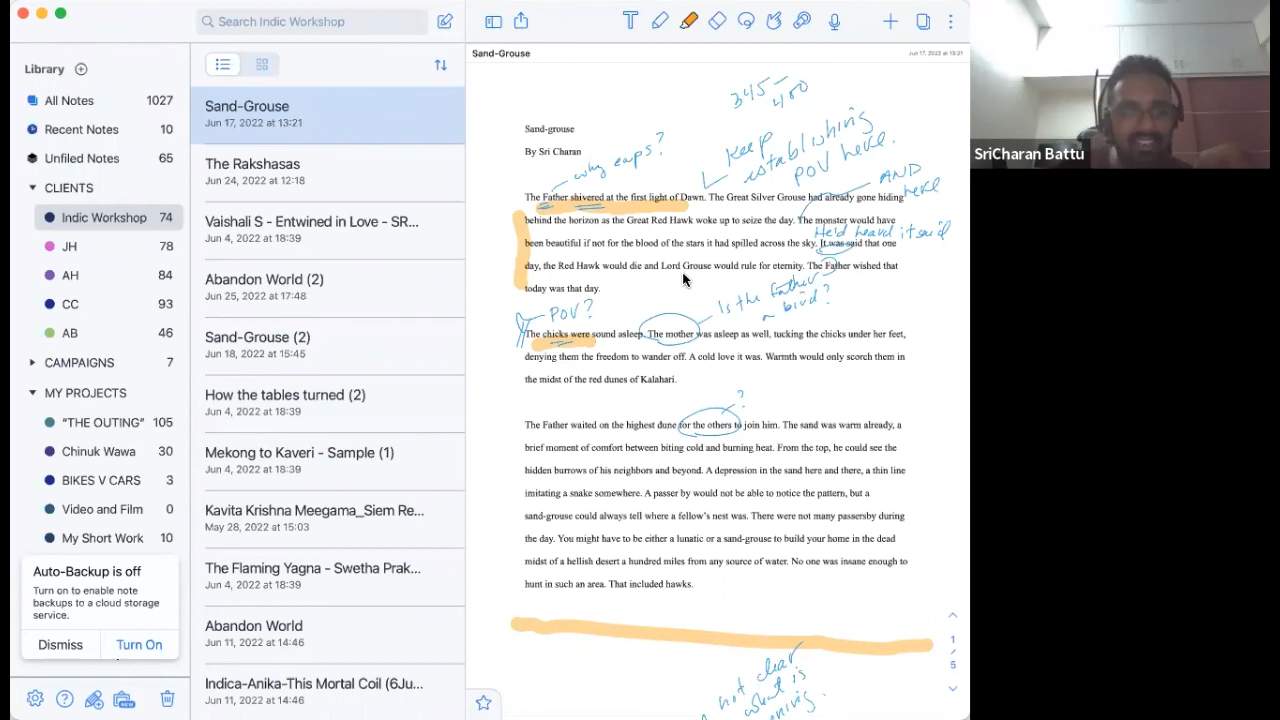 Search Indic Workshop
Library
All Notes 1027
Recent Notes 10
Unfiled Notes 65
CLIENTS
Indic Workshop 74
JH 78
AH 84
CC 93
AB 46
CAMPAIGNS 7
MY PROJECTS
“THE OUTING” 105
Chinuk Wawa 30
BIKES V CARS 3
Video and Film 0
My Short Work 10
Auto-Backup is off
Turn on to enable note
backups to a cloud storage
service.
Dismiss Turn On
Sand-Grouse
Jun 17, 2022 at 13:21
The Rakshasas
Jun 24, 2022 at 12:18
Vaishali S - Entwined in Love - SR...
Jun 4, 2022 at 18:39
Abandon World (2)
Jun 25, 2022 at 17:48
Sand-Grouse (2)
Jun 18, 2022 at 15:45
How the tables turned (2)
Jun 4, 2022 at 18:39
Mekong to Kaveri - Sample (1)
Jun 4, 2022 at 18:39
Kavita Krishna Meegama_Siem Re...
May 28, 2022 at 15:03
The Flaming Yagna - Swetha Prak...
Jun 4, 2022 at 18:39
Abandon World
Jun 11, 2022 at 14:46
Indica-Anika-This Mortal Coil (6Ju...
Jun 4, 2022 at 11:40
Sand-Grouse
Jun 17, 2022 at 13:21
345-
400
Sand-grouse
By Sri Charan
why caps?
Keep
establishing
POV here.
AND
here
The Father shivered at the first light of Dawn. The Great Silver Grouse had already gone hiding
behind the horizon as the Great Red Hawk woke up to seize the day. The monster would have
He'd heard it said
been beautiful if not for the blood of the stars it had spilled across the sky. It was said that one
day, the Red Hawk would die and Lord Grouse would rule for eternity. The Father wished that
today was that day.
POV?
Is the father
a bird?
The chicks were sound asleep. The mother was asleep as well, tucking the chicks under her feet,
denying them the freedom to wander off. A cold love it was. Warmth would only scorch them in
the midst of the red dunes of Kalahari.
?
The Father waited on the highest dune for the others to join him. The sand was warm already, a
brief moment of comfort between biting cold and burning heat. From the top, he could see the
hidden burrows of his neighbors and beyond. A depression in the sand here and there, a thin line
imitating a snake somewhere. A passer by would not be able to notice the pattern, but a
sand-grouse could always tell where a fellow’s nest was. There were not many passersby during
the day. You might have to be either a lunatic or a sand-grouse to build your home in the dead
midst of a hellish desert a hundred miles from any source of water. No one was insane enough to
hunt in such an area. That included hawks.
not clear
what is
1
/
5
SriCharan Battu